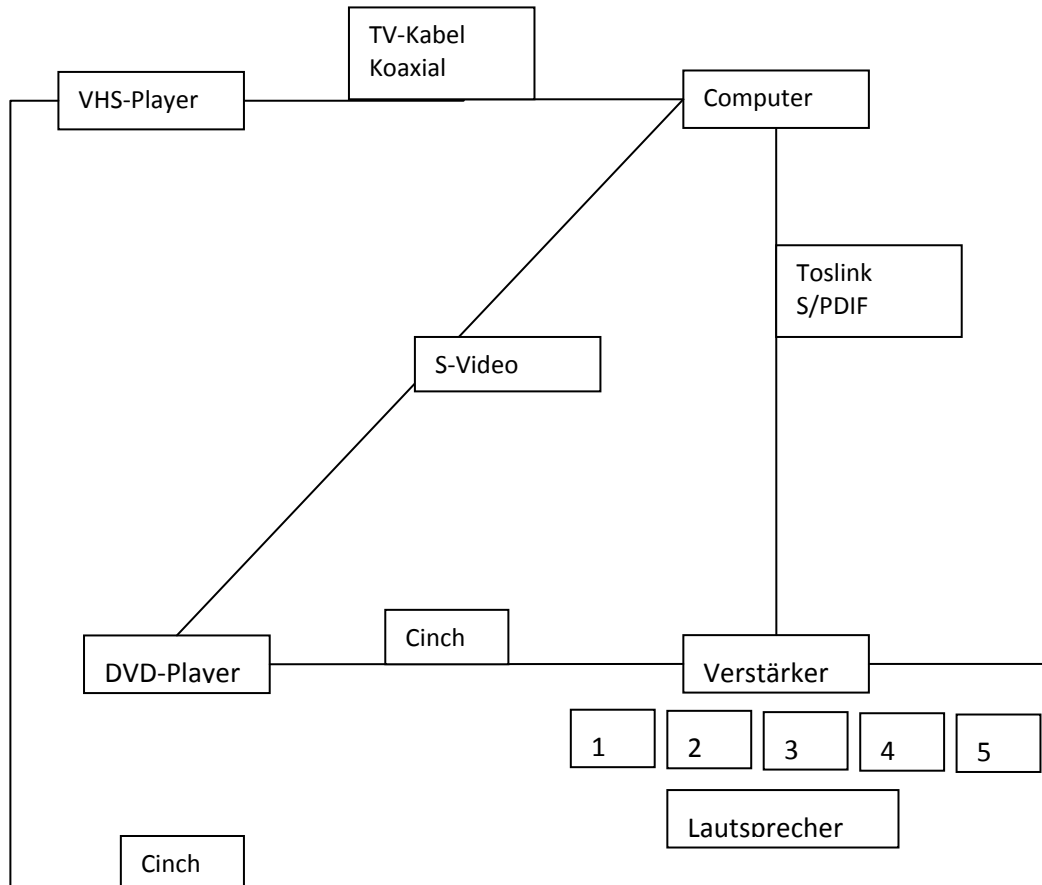 TV-Kabel
Koaxial
VHS-Player
Computer
Toslink
S/PDIF
S-Video
Cinch
DVD-Player
Verstärker
1 2 3 4 5
Lautsprecher
Cinch